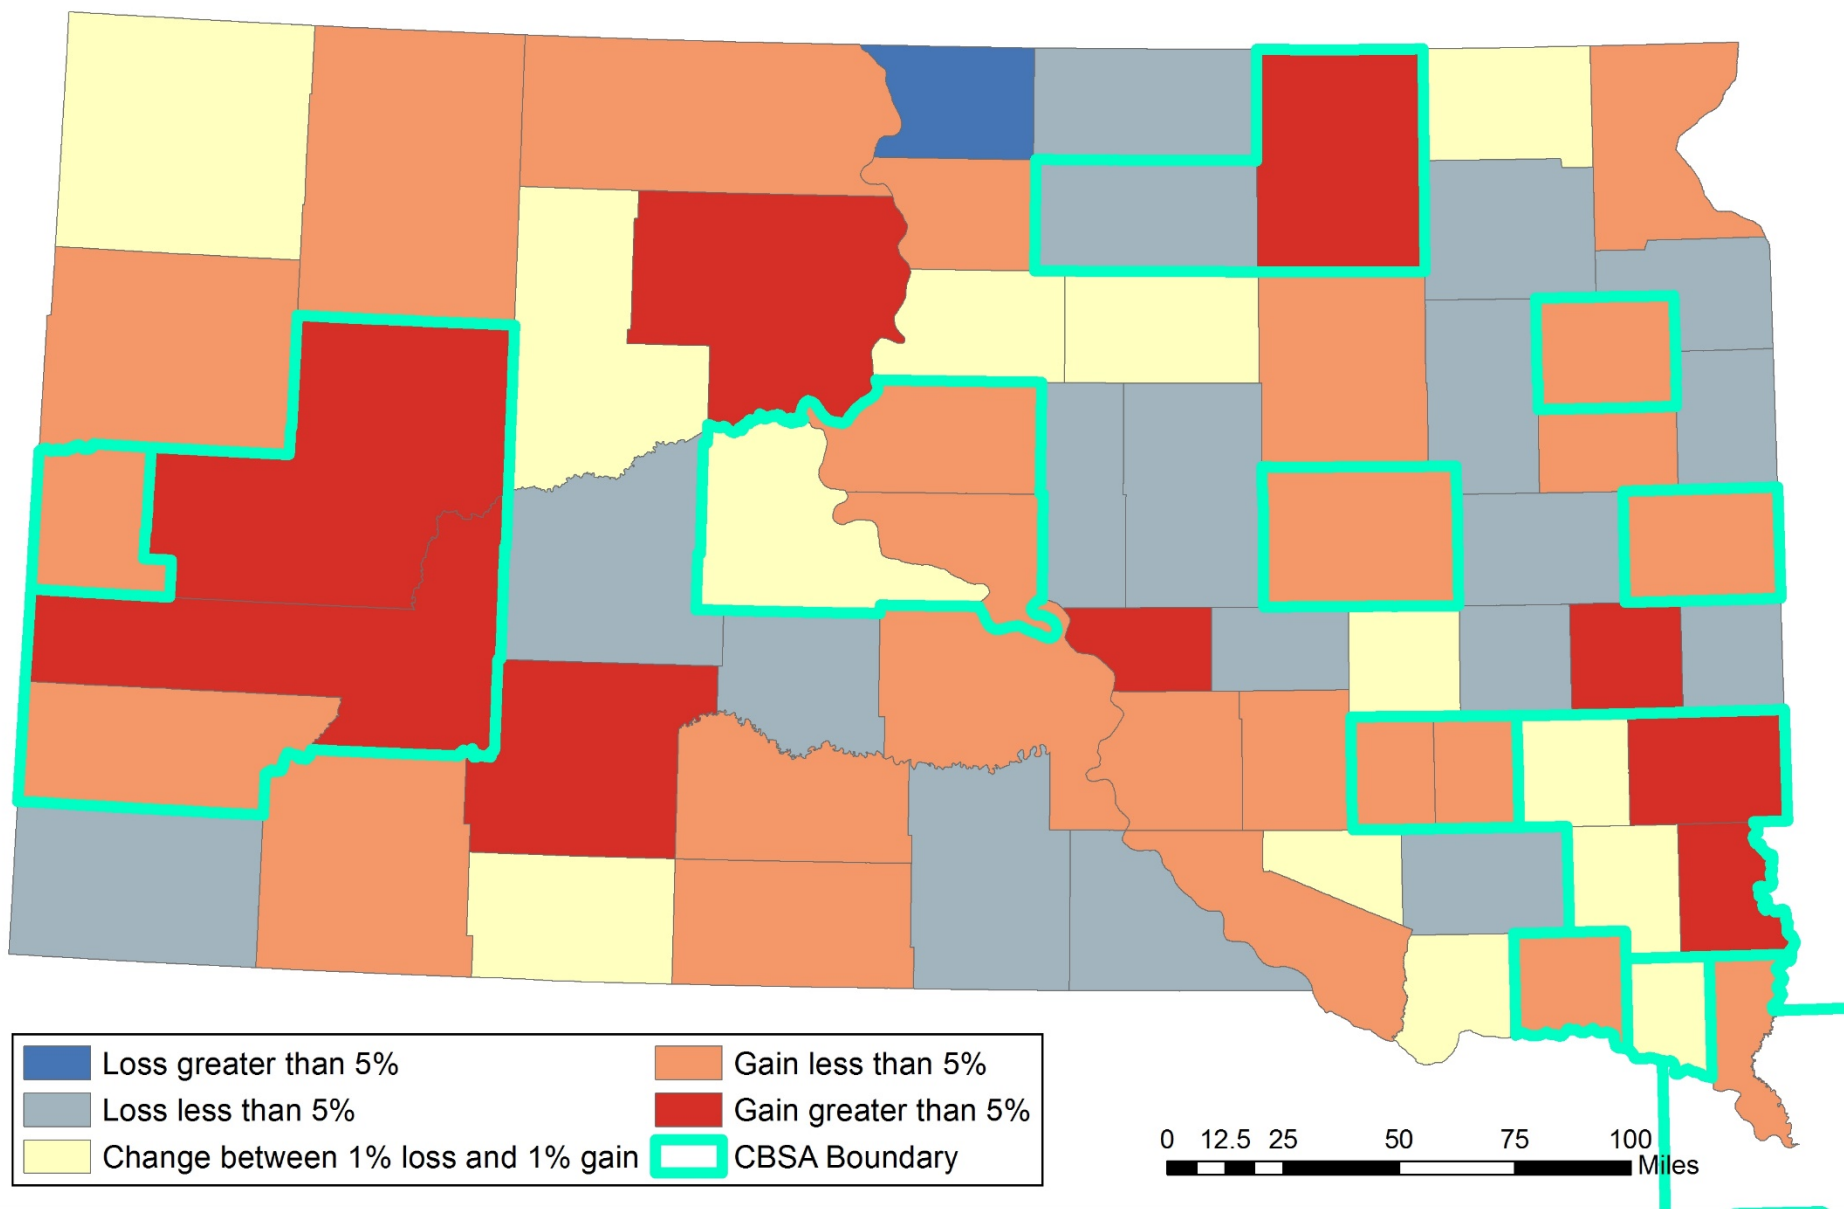 Loss greater than 5%
Loss less than 5%
Change between 1% loss and 1% gain
Gain less than 5%
Gain greater than 5%
CBSA Boundary
0 12.5 25 50 75 100
Miles